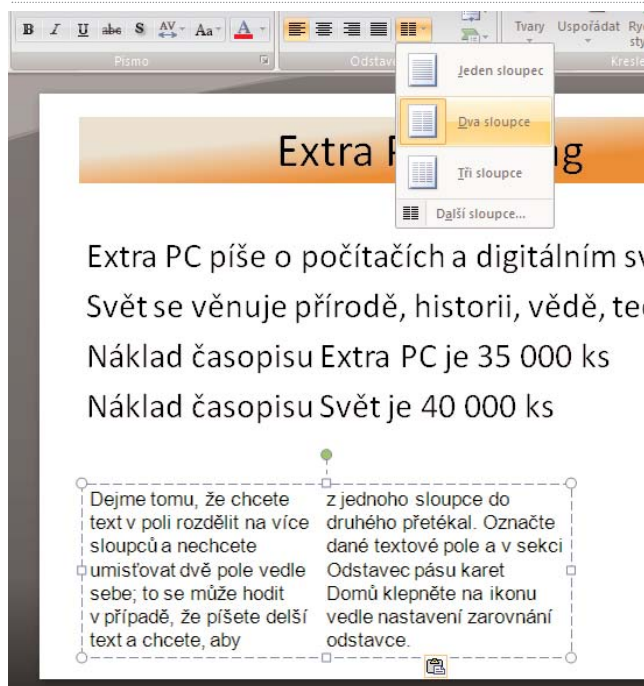 B I U abc S AV Aa A
Tvary Uspořádat
Písmo
Jeden sloupec
Dva sloupce
Tři sloupce
Další sloupce...
Extra
g
Extra PC píše o počítačích a digitálním
Svět se věnuje přírodě, historii, vědě,
Náklad časopisu Extra PC je 35 000 ks
Náklad časopisu Svět je 40 000 ks
Dejme tomu, že chcete
text v poli rozdělit na více
sloupců a nechcete
umisťovat dvě pole vedle
sebe; to se může hodit
v případě, že píšete delší
text a chcete, aby
z jednoho sloupce do
druhého přetékal. Označte
dané textové pole a v sekci
Odstavec pásu karet
Domů klepněte na ikonu
vedle nastavení zarovnání
odstavce.